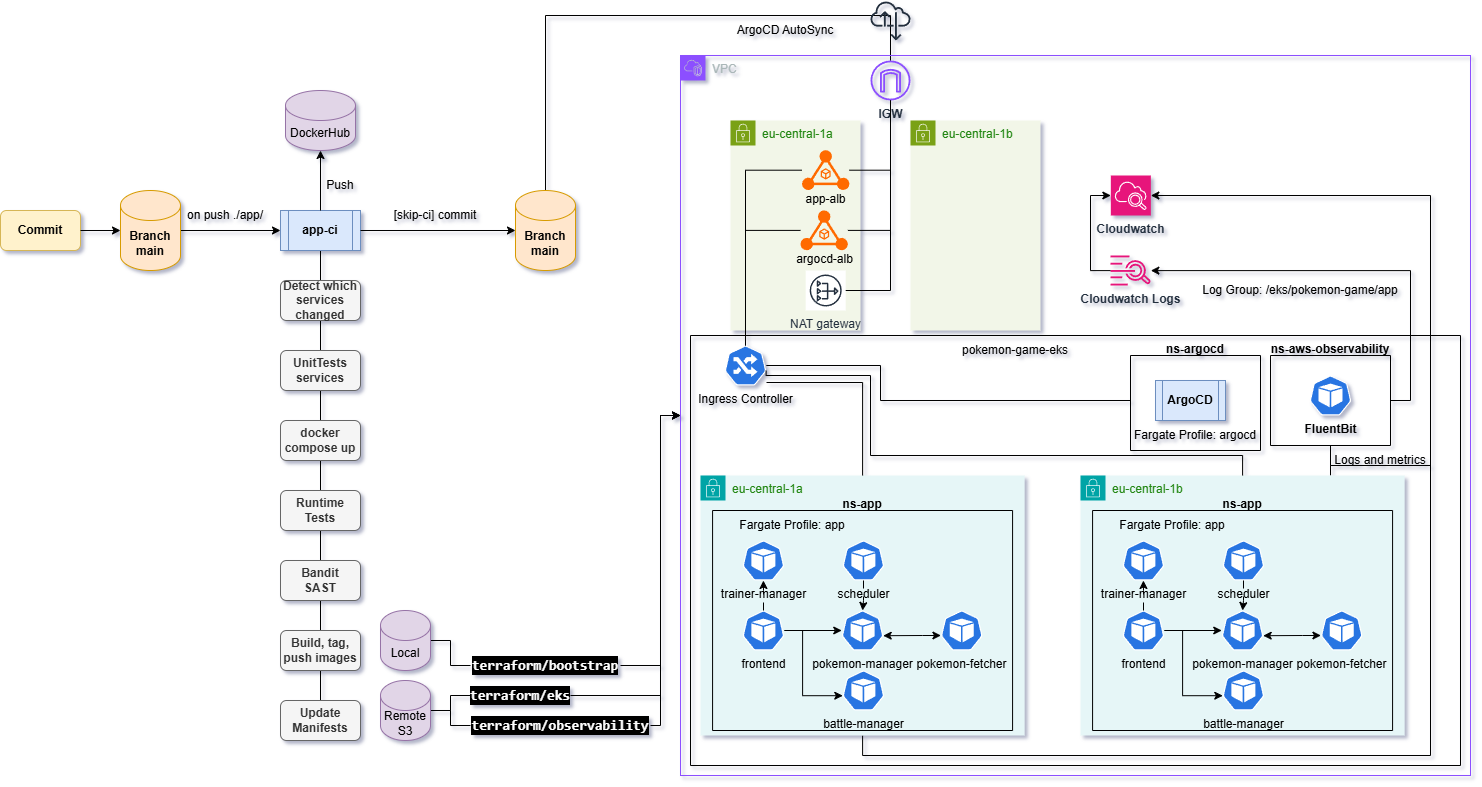 ArgoCD AutoSync
VPC
IGW
DockerHub
Push
Commit
Branch
main
on push ./app/
app-ci
[skip-ci] commit
Branch
main
Detect which
services
changed
UnitTests
services
docker
compose up
Runtime
Tests
Bandit
SAST
Build, tag,
push images
Update
Manifests
Local
Remote
S3
terraform/bootstrap
terraform/eks
terraform/observability
eu-central-1a
app-alb
argocd-alb
NAT gateway
eu-central-1b
Cloudwatch
Cloudwatch Logs
Log Group: /eks/pokemon-game/app
pokemon-game-eks
Ingress Controller
ns-argocd
ArgoCD
Fargate Profile: argocd
ns-aws-observability
FluentBit
Logs and metrics
eu-central-1a
ns-app
Fargate Profile: app
trainer-manager
scheduler
frontend
pokemon-manager
pokemon-fetcher
battle-manager
eu-central-1b
ns-app
Fargate Profile: app
trainer-manager
scheduler
frontend
pokemon-manager
pokemon-fetcher
battle-manager